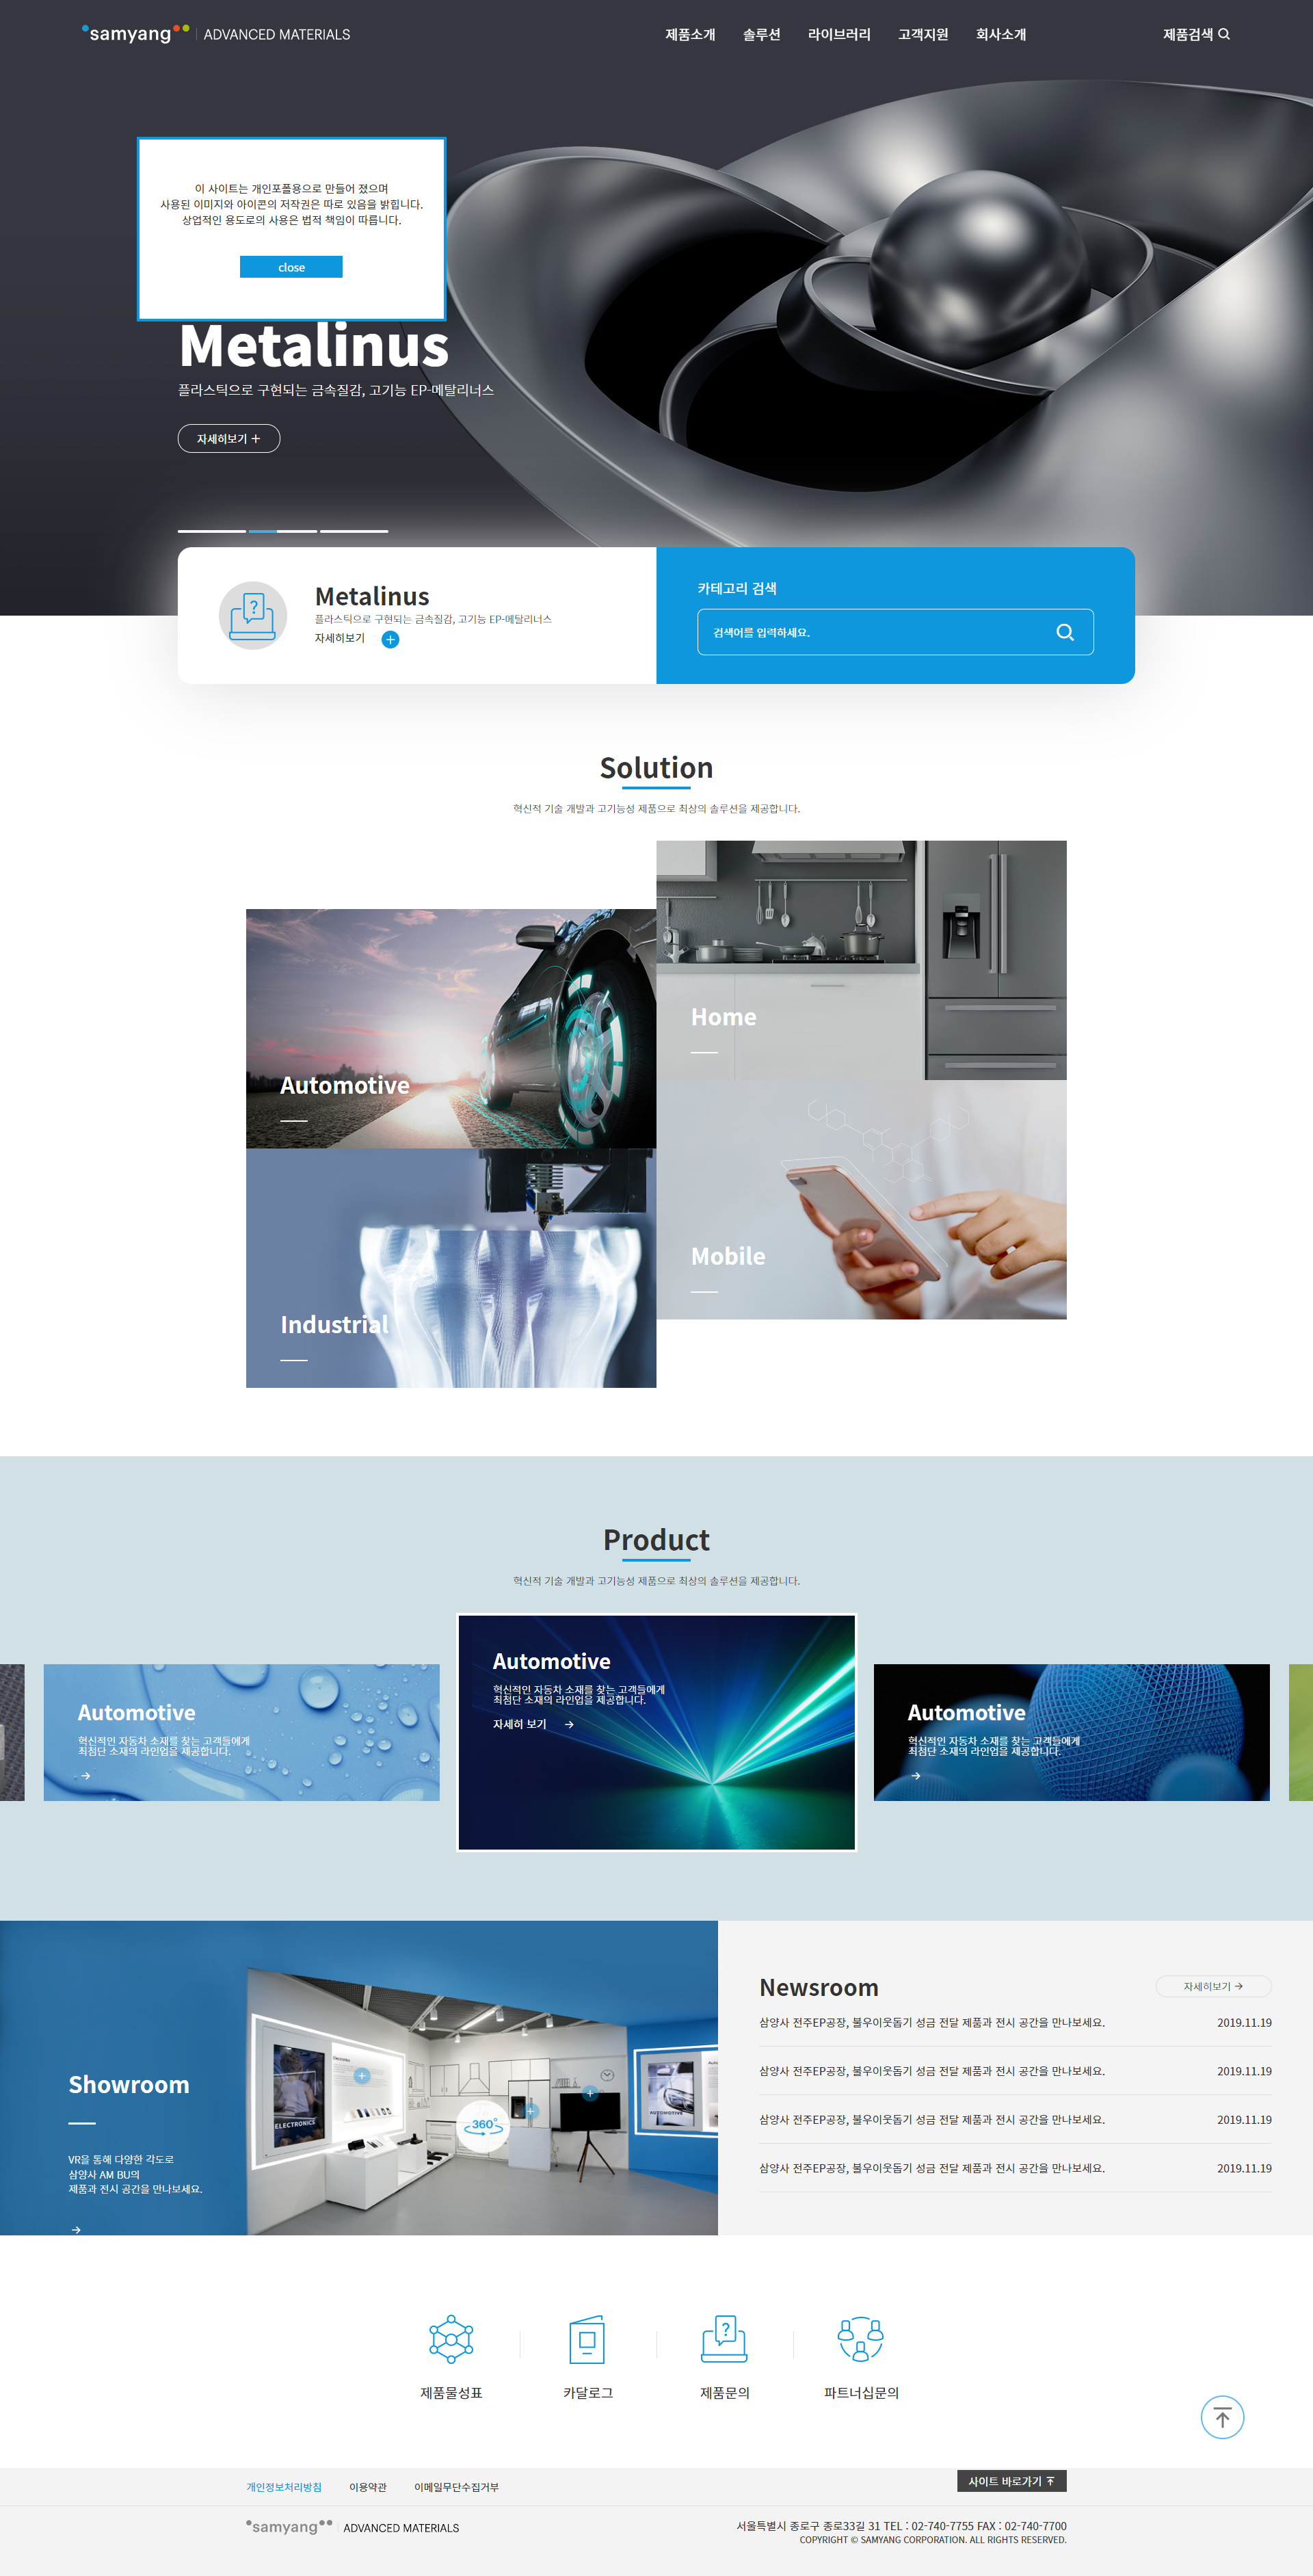 samyang ADVANCED MATERIALS
제품소개 솔루션 라이브러리 고객지원 회사소개 제품검색
이 사이트는 개인포폴용으로 만들어 졌으며
사용된 이미지와 아이콘의 저작권은 따로 있음을 밝힙니다.
상업적인 용도로의 사용은 법적 책임이 따릅니다.
close
Metalinus
플라스틱으로 구현되는 금속질감, 고기능 EP-메탈리너스
자세히보기 +
Metalinus
플라스틱으로 구현되는 금속질감, 고기능 EP-메탈리너스
자세히보기
카테고리 검색
검색어를 입력하세요.
Solution
혁신적 기술 개발과 고기능성 제품으로 최상의 솔루션을 제공합니다.
Automotive
Home
Industrial
Mobile
Product
혁신적 기술 개발과 고기능성 제품으로 최상의 솔루션을 제공합니다.
Automotive
혁신적인 자동차 소재를 찾는 고객들에게
최첨단 소재의 라인업을 제공합니다.
Automotive
혁신적인 자동차 소재를 찾는 고객들에게
최첨단 소재의 라인업을 제공합니다.
자세히 보기
Automotive
혁신적인 자동차 소재를 찾는 고객들에게
최첨단 소재의 라인업을 제공합니다.
Showroom
VR을 통해 다양한 각도로
삼양사 AM BU의
제품과 전시 공간을 만나보세요.
ELECTRONICS
Electronics
360°
AUTOMOTIVE
Newsroom
자세히보기
삼양사 전주EP공장, 불우이웃돕기 성금 전달 제품과 전시 공간을 만나보세요. 2019.11.19
삼양사 전주EP공장, 불우이웃돕기 성금 전달 제품과 전시 공간을 만나보세요. 2019.11.19
삼양사 전주EP공장, 불우이웃돕기 성금 전달 제품과 전시 공간을 만나보세요. 2019.11.19
삼양사 전주EP공장, 불우이웃돕기 성금 전달 제품과 전시 공간을 만나보세요. 2019.11.19
제품물성표
카달로그
제품문의
파트너십문의
개인정보처리방침 이용약관 이메일무단수집거부
사이트 바로가기
samyang ADVANCED MATERIALS
서울특별시 종로구 종로33길 31 TEL : 02-740-7755 FAX : 02-740-7700
COPYRIGHT © SAMYANG CORPORATION. ALL RIGHTS RESERVED.